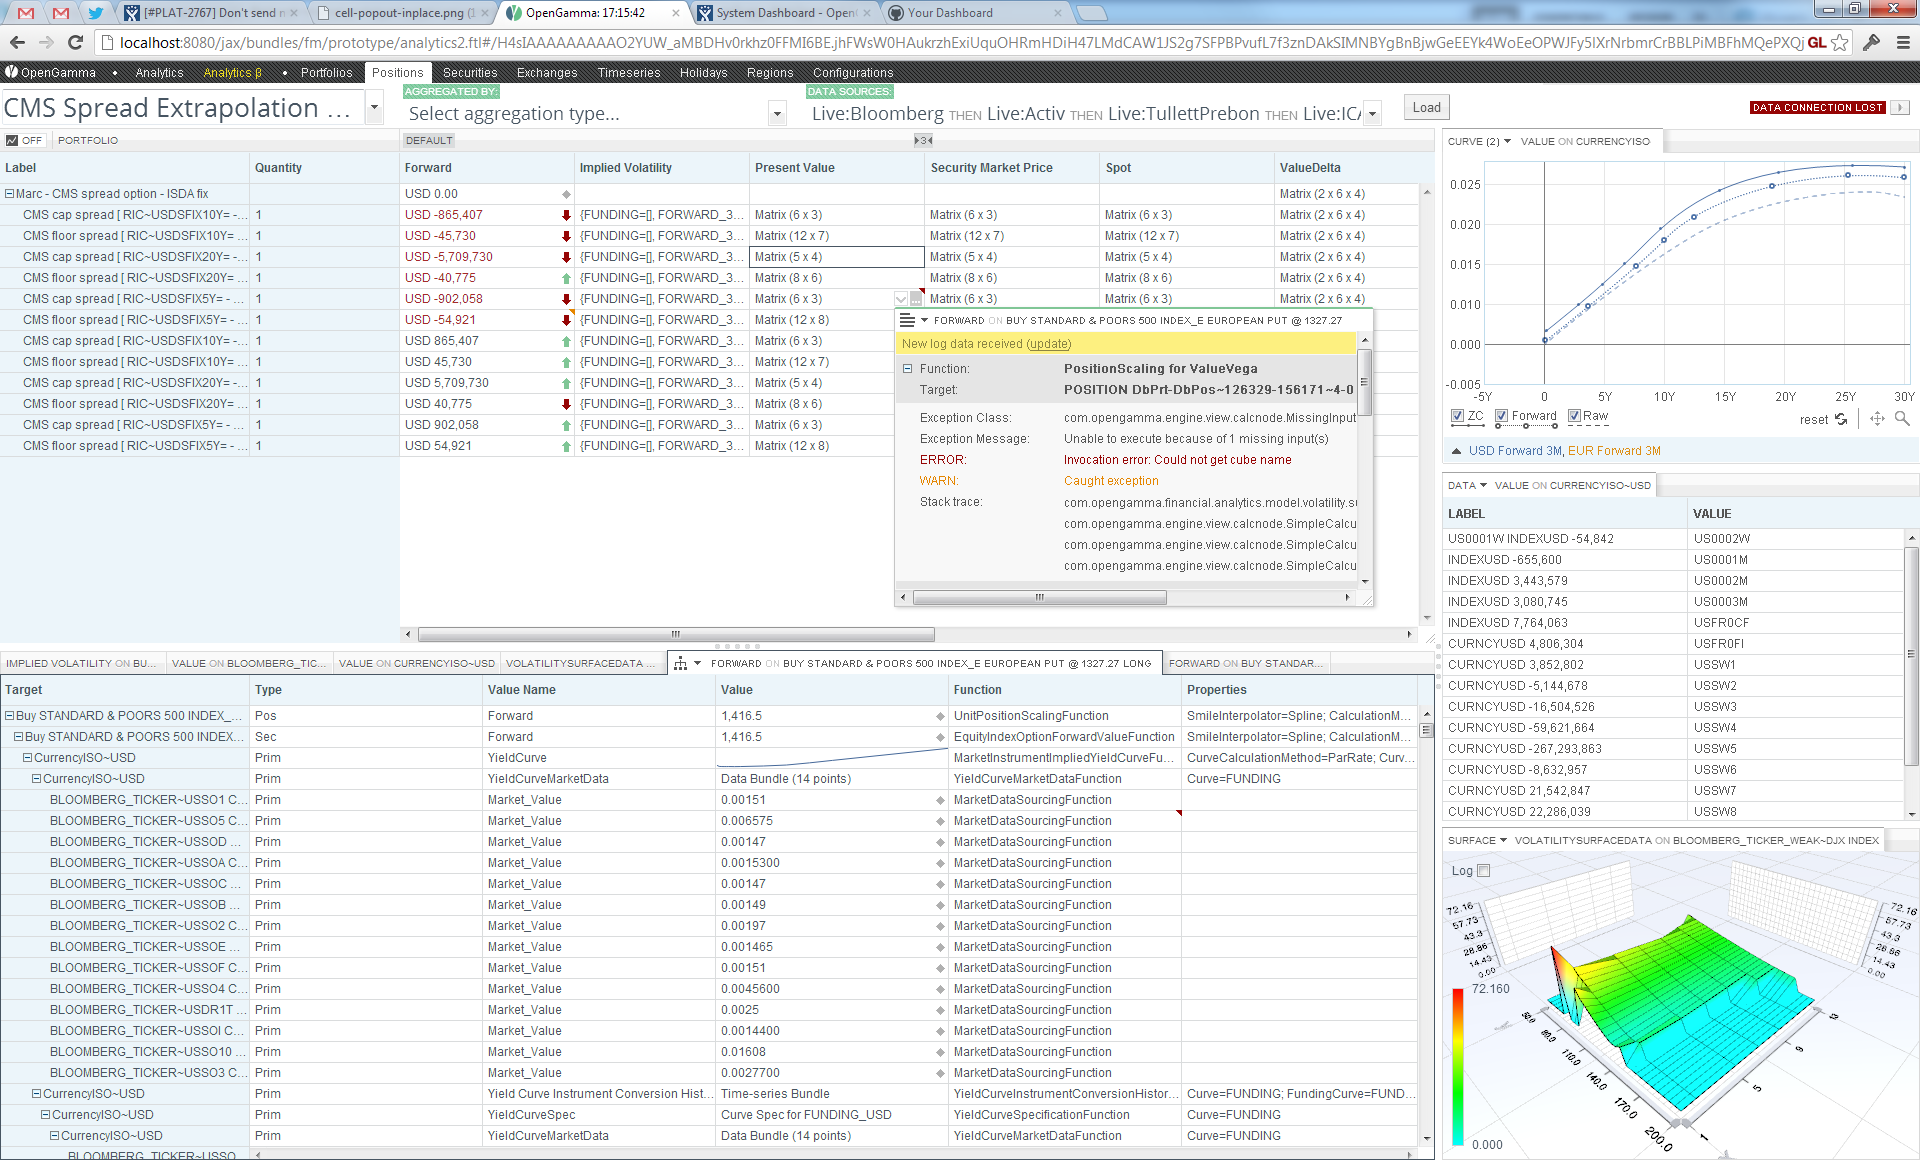 [#PLAT-2767] Don't send n
cell-popout-inplace.png (1
OpenGamma: 17:15:42
System Dashboard - Open
Your Dashboard
OpenGamma • Analytics Analytics β • Portfolios Positions Securities Exchanges Timeseries Holidays Regions Configurations
CMS Spread Extrapolation ...
AGGREGATED BY:
Select aggregation type...
DATA SOURCES:
Live:Bloomberg THEN Live:Activ THEN Live:TullettPrebon THEN Live:IC
Load
DATA CONNECTION LOST
OFF PORTFOLIO DEFAULT 3
Label Quantity Forward Implied Volatility Present Value Security Market Price Spot ValueDelta
Marc - CMS spread option - ISDA fix USD 0.00 Matrix (2 x 6 x 4)
CMS cap spread [ RIC~USDSFIX10Y= -... 1 USD -865,407 {FUNDING=[], FORWARD_3... Matrix (6 x 3) Matrix (6 x 3) Matrix (6 x 3) Matrix (2 x 6 x 4)
CMS floor spread [ RIC~USDSFIX10Y= ... 1 USD -45,730 {FUNDING=[], FORWARD_3... Matrix (12 x 7) Matrix (12 x 7) Matrix (12 x 7) Matrix (2 x 6 x 4)
CMS cap spread [ RIC~USDSFIX20Y= -... 1 USD -5,709,730 {FUNDING=[], FORWARD_3... Matrix (5 x 4) Matrix (5 x 4) Matrix (5 x 4) Matrix (2 x 6 x 4)
CMS floor spread [ RIC~USDSFIX20Y= ... 1 USD -40,775 {FUNDING=[], FORWARD_3... Matrix (8 x 6) Matrix (8 x 6) Matrix (8 x 6) Matrix (2 x 6 x 4)
CMS cap spread [ RIC~USDSFIX5Y= - ... 1 USD -902,058 {FUNDING=[], FORWARD_3... Matrix (6 x 3) Matrix (6 x 3) Matrix (6 x 3) Matrix (2 x 6 x 4)
CMS floor spread [ RIC~USDSFIX5Y= - ... 1 USD -54,921 {FUNDING=[], FORWARD_3... Matrix (12 x 8)
CMS cap spread [ RIC~USDSFIX5Y= - ... 1 USD 865,407 {FUNDING=[], FORWARD_3... Matrix (6 x 3)
CMS floor spread [ RIC~USDSFIX10Y= ... 1 USD 45,730 {FUNDING=[], FORWARD_3... Matrix (12 x 7)
CMS cap spread [ RIC~USDSFIX20Y= -... 1 USD 5,709,730 {FUNDING=[], FORWARD_3... Matrix (5 x 4)
CMS floor spread [ RIC~USDSFIX20Y= ... 1 USD 40,775 {FUNDING=[], FORWARD_3... Matrix (8 x 6)
CMS cap spread [ RIC~USDSFIX5Y= - ... 1 USD 902,058 {FUNDING=[], FORWARD_3... Matrix (6 x 3)
CMS floor spread [ RIC~USDSFIX5Y= - ... 1 USD 54,921 {FUNDING=[], FORWARD_3... Matrix (12 x 8)
FORWARD ON BUY STANDARD & POORS 500 INDEX_E EUROPEAN PUT @ 1327.27
New log data received (update)
Function: PositionScaling for ValueVega
Target: POSITION DbPrt-DbPos~126329-156171~4-0
Exception Class: com.opengamma.engine.view.calcnode.MissingInput
Exception Message: Unable to execute because of 1 missing input(s)
ERROR: Invocation error: Could not get cube name
WARN: Caught exception
Stack trace: com.opengamma.financial.analytics.model.volatility.s
com.opengamma.engine.view.calcnode.SimpleCalcu
com.opengamma.engine.view.calcnode.SimpleCalcu
com.opengamma.engine.view.calcnode.SimpleCalcu
CURVE (2) VALUE ON CURRENCYISO
0.025
0.020
0.015
0.010
0.000
-0.005
-5Y 0 5Y 10Y 15Y 20Y 25Y 30Y
ZC Forward Raw reset
USD Forward 3M, EUR Forward 3M
DATA VALUE ON CURRENCYISO~USD
LABEL VALUE
US0001W INDEXUSD -54,842 US0002W
INDEXUSD -655,600 US0001M
INDEXUSD 3,443,579 US0002M
INDEXUSD 3,080,745 US0003M
INDEXUSD 7,764,063 USFR0CF
CURNCYUSD 4,806,304 USFR0FI
CURNCYUSD 3,852,802 USSW1
CURNCYUSD -5,144,678 USSW2
CURNCYUSD -16,504,526 USSW3
CURNCYUSD -59,621,664 USSW4
CURNCYUSD -267,293,863 USSW5
CURNCYUSD -8,632,957 USSW6
CURNCYUSD 21,542,847 USSW7
CURNCYUSD 22,286,039 USSW8
SURFACE VOLATILITYSURFACEDATA ON BLOOMBERG_TICKER_WEAK~DJX INDEX
Log
72.16 72.16
57.73 57.73
43.3 43.3
28.86 28.86
14.43 14.43
0.00 0.00
72.160
0.000
50.0 80.0 110.0 140.0 170.0 200.0
1 5 9
IMPLIED VOLATILITY ON BU... VALUE ON BLOOMBERG_TIC... VALUE ON CURRENCYISO~USD VOLATILITYSURFACEDATA ... FORWARD ON BUY STANDARD & POORS 500 INDEX_E EUROPEAN PUT @ 1327.27 LONG FORWARD ON BUY STANDAR...
Target Type Value Name Value Function Properties
Buy STANDARD & POORS 500 INDEX_... Pos Forward 1,416.5 UnitPositionScalingFunction SmileInterpolator=Spline; CalculationM...
Buy STANDARD & POORS 500 INDEX... Sec Forward 1,416.5 EquityIndexOptionForwardValueFunction SmileInterpolator=Spline; CalculationM...
CurrencyISO~USD Prim YieldCurve MarketInstrumentImpliedYieldCurveFu... CurveCalculationMethod=ParRate; Curv...
CurrencyISO~USD Prim YieldCurveMarketData Data Bundle (14 points) YieldCurveMarketDataFunction Curve=FUNDING
BLOOMBERG_TICKER~USSO1 C... Prim Market_Value 0.00151 MarketDataSourcingFunction
BLOOMBERG_TICKER~USSO5 C... Prim Market_Value 0.006575 MarketDataSourcingFunction
BLOOMBERG_TICKER~USSOD ... Prim Market_Value 0.00147 MarketDataSourcingFunction
BLOOMBERG_TICKER~USSOA C... Prim Market_Value 0.0015300 MarketDataSourcingFunction
BLOOMBERG_TICKER~USSOC ... Prim Market_Value 0.00147 MarketDataSourcingFunction
BLOOMBERG_TICKER~USSOB ... Prim Market_Value 0.00149 MarketDataSourcingFunction
BLOOMBERG_TICKER~USSO2 C... Prim Market_Value 0.00197 MarketDataSourcingFunction
BLOOMBERG_TICKER~USSOE ... Prim Market_Value 0.001465 MarketDataSourcingFunction
BLOOMBERG_TICKER~USSOF C... Prim Market_Value 0.00151 MarketDataSourcingFunction
BLOOMBERG_TICKER~USSO4 C... Prim Market_Value 0.0045600 MarketDataSourcingFunction
BLOOMBERG_TICKER~USDR1T ... Prim Market_Value 0.0025 MarketDataSourcingFunction
BLOOMBERG_TICKER~USSOI C... Prim Market_Value 0.0014400 MarketDataSourcingFunction
BLOOMBERG_TICKER~USSO10 ... Prim Market_Value 0.01608 MarketDataSourcingFunction
BLOOMBERG_TICKER~USSO3 C... Prim Market_Value 0.0027700 MarketDataSourcingFunction
CurrencyISO~USD Prim Yield Curve Instrument Conversion Hist... Time-series Bundle YieldCurveInstrumentConversionHistor... Curve=FUNDING; FundingCurve=FUND...
CurrencyISO~USD Prim YieldCurveSpec Curve Spec for FUNDING_USD YieldCurveSpecificationFunction Curve=FUNDING
CurrencyISO~USD Prim YieldCurveMarketData Data Bundle (14 points) YieldCurveMarketDataFunction Curve=FUNDING